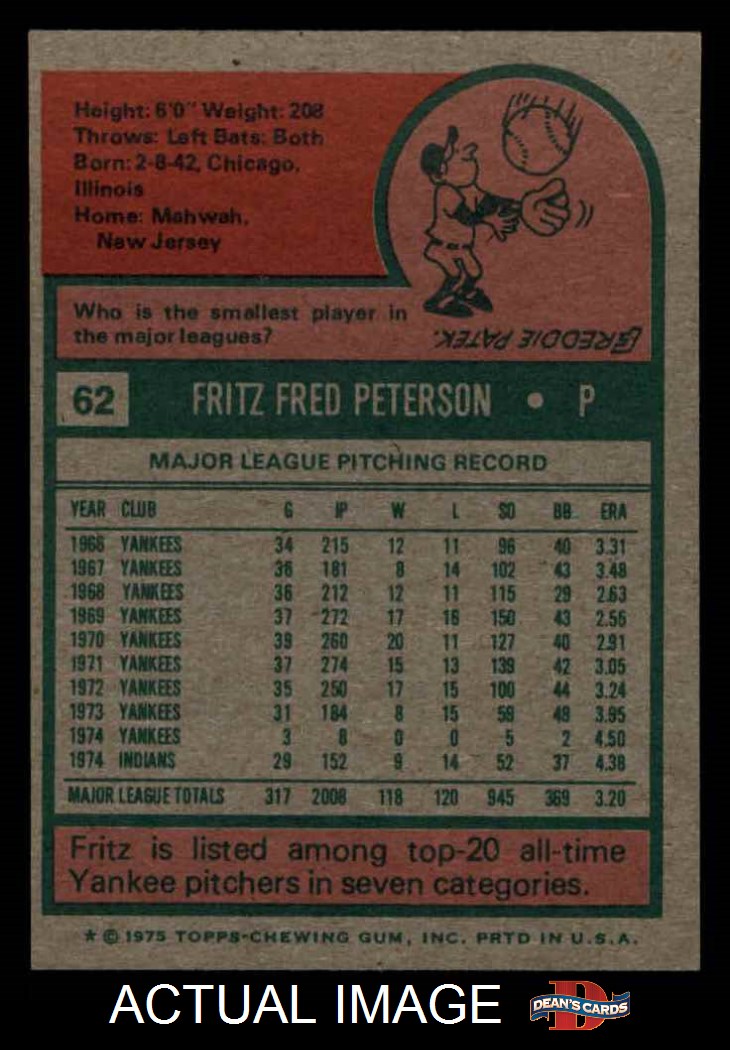 Height: 6'0" Weight: 208
Throws: Left Bats: Both
Born: 2-8-42, Chicago,
Illinois
Home: Mahwah,
New Jersey
Who is the smallest player in
the major leagues?
FREDDIE PATEK.
62 FRITZ FRED PETERSON • P
MAJOR LEAGUE PITCHING RECORD
YEAR CLUB G IP W L SO BB ERA
1966 YANKEES 34 215 12 11 96 40 3.31
1967 YANKEES 36 181 8 14 102 43 3.48
1968 YANKEES 36 212 12 11 115 29 2.63
1969 YANKEES 37 272 17 16 150 43 2.55
1970 YANKEES 39 260 20 11 127 40 2.91
1971 YANKEES 37 274 15 13 139 42 3.05
1972 YANKEES 35 250 17 15 100 44 3.24
1973 YANKEES 31 184 8 15 59 49 3.95
1974 YANKEES 3 8 0 0 5 2 4.50
1974 INDIANS 29 152 9 14 52 37 4.38
MAJOR LEAGUE TOTALS 317 2008 118 120 945 369 3.20
Fritz is listed among top-20 all-time
Yankee pitchers in seven categories.
★ © 1975 TOPPS-CHEWING GUM, INC. PRTD IN U.S.A.
ACTUAL IMAGE D DEAN'S CARDS